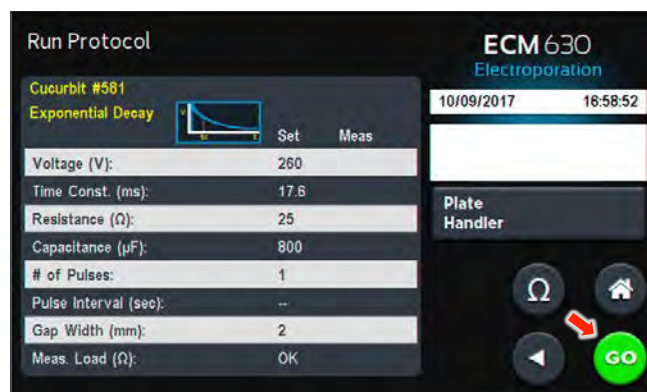 Run Protocol
ECM 630
Electroporation
Cucurbit #581
Exponential Decay
Set Meas
10/09/2017 16:58:52
Voltage (V): 260
Time Const. (ms): 17.6
Resistance (Ω): 25
Capacitance (µF): 800
# of Pulses: 1
Pulse Interval (sec): --
Gap Width (mm): 2
Meas. Load (Ω): OK
Plate
Handler
Ω
GO